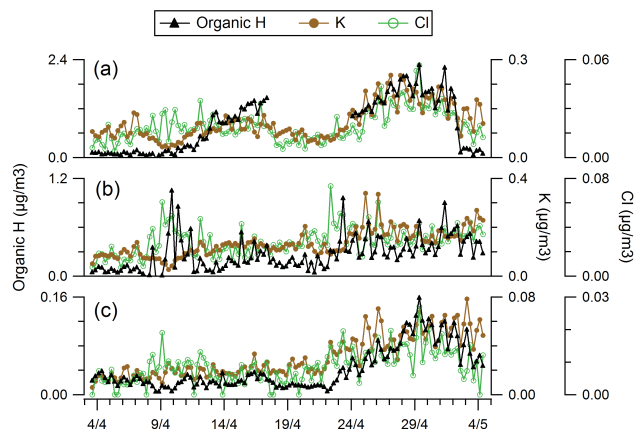 Organic H K Cl
(a)
2.4 0.3 0.06
0.0 0.0 0.00
(b)
1.2 0.4 0.08
0.0 0.0 0.00
(c)
0.16 0.08 0.03
0.00 0.00 0.00
Organic H (µg/m3)
K (µg/m3)
Cl (µg/m3)
4/4 9/4 14/4 19/4 24/4 29/4 4/5